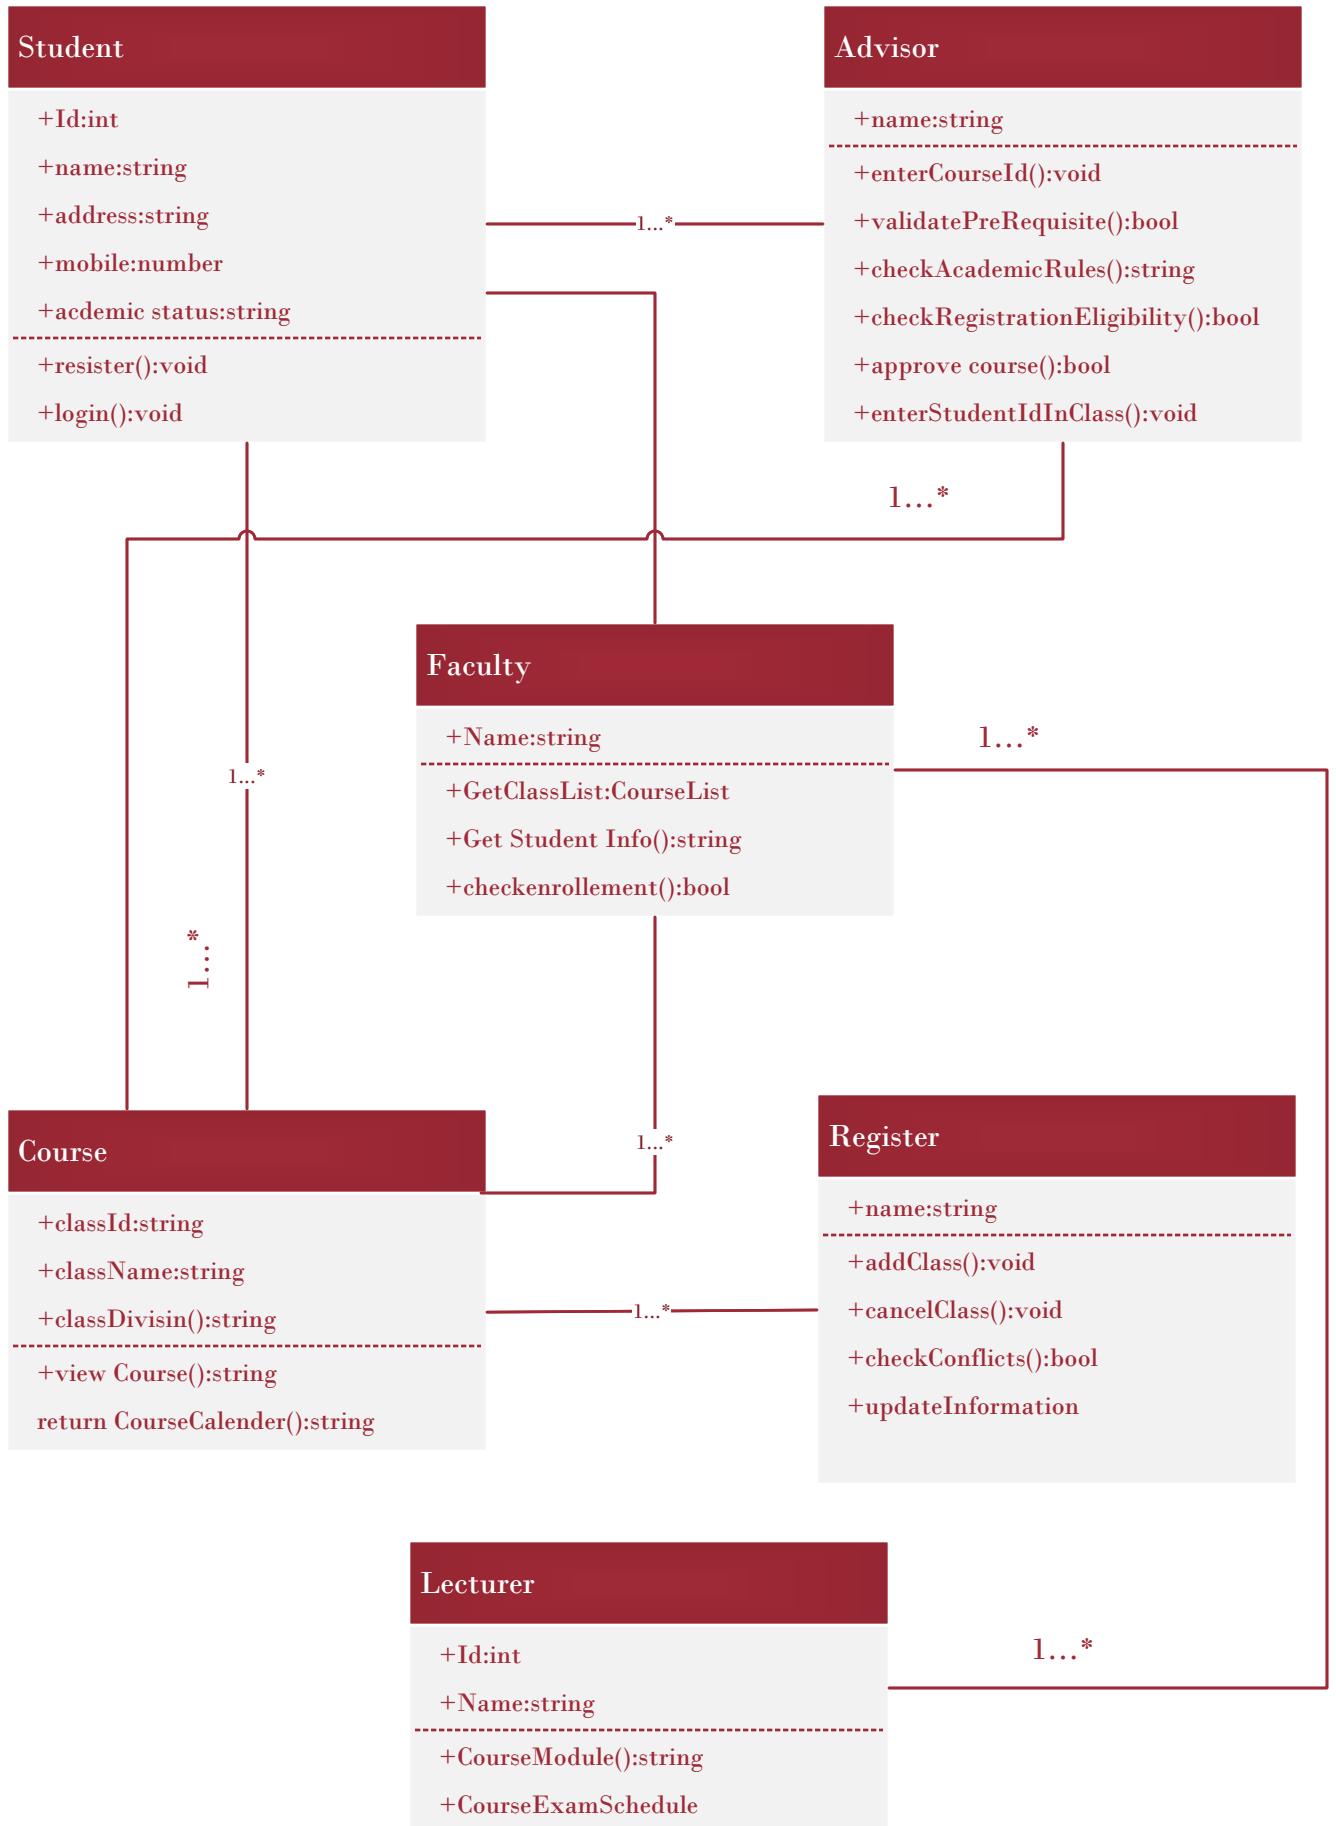 Student
+Id:int
+name:string
+address:string
+mobile:number
+acdemic status:string
+resister():void
+login():void
1...*
Advisor
+name:string
+enterCourseId():void
+validatePreRequisite():bool
+checkAcademicRules():string
+checkRegistrationEligibility():bool
+approve course():bool
+enterStudentIdInClass():void
1...*
Faculty
+Name:string
+GetClassList:CourseList
+Get Student Info():string
+checkenrollement():bool
1...*
1...*
1...*
1...*
Course
+classId:string
+className:string
+classDivisin():string
+view Course():string
return CourseCalender():string
1...*
Register
+name:string
+addClass():void
+cancelClass():void
+checkConflicts():bool
+updateInformation
Lecturer
+Id:int
+Name:string
+CourseModule():string
+CourseExamSchedule
1...*